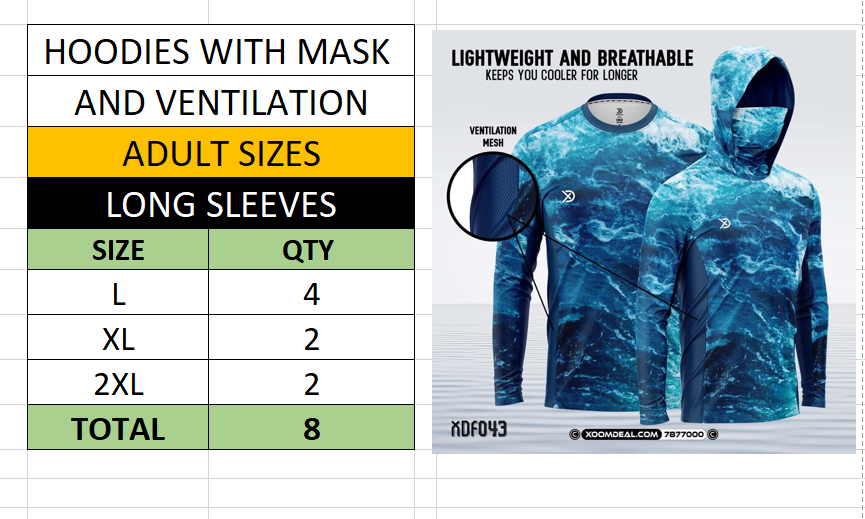 HOODIES WITH MASK
AND VENTILATION
ADULT SIZES
LONG SLEEVES
SIZE QTY
L 4
XL 2
2XL 2
TOTAL 8
LIGHTWEIGHT AND BREATHABLE
KEEPS YOU COOLER FOR LONGER
VENTILATION
MESH
XDF043
XOOMDEAL.COM 7877000